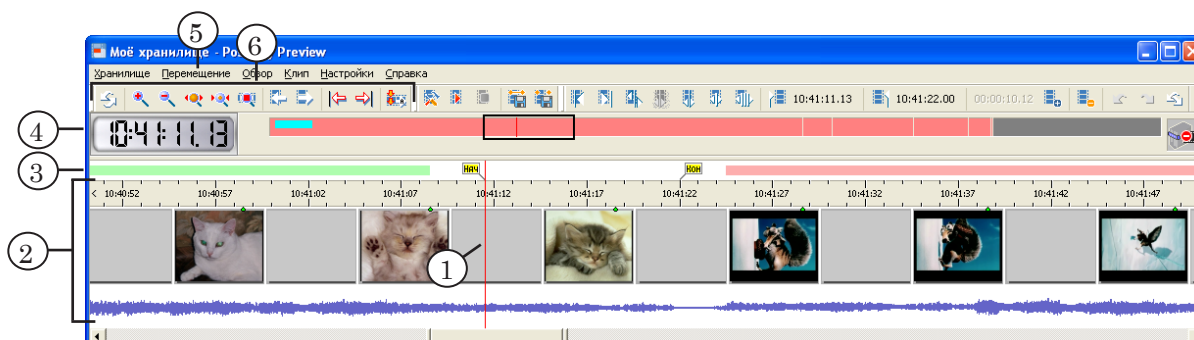 5
6
Моё хранилище - Po Preview
Хранилище Перемещение Обзор Клип Настройки Справка
10:41:11.13 10:41:22.00 00:00:10.12
4
10:41:11.13
3
Нач Кон
< 10:40:52 10:40:57 10:41:02 10:41:07 10:41:12 10:41:17 10:41:22 10:41:27 10:41:32 10:41:37 10:41:42 10:41:47
2
1